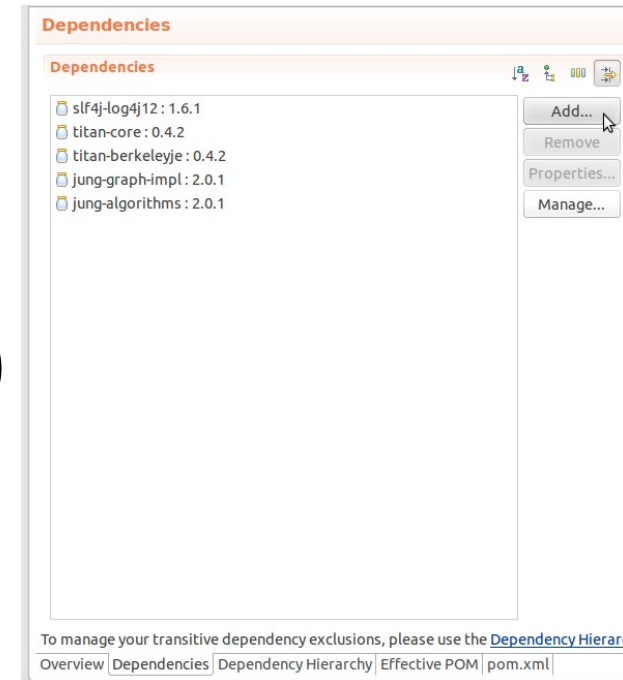 Dependencies
Dependencies
slf4j-log4j12 : 1.6.1
titan-core : 0.4.2
titan-berkeleyje : 0.4.2
jung-graph-impl : 2.0.1
jung-algorithms : 2.0.1
Add...
Remove
Properties...
Manage...
To manage your transitive dependency exclusions, please use the Dependency Hierar
Overview Dependencies Dependency Hierarchy Effective POM pom.xml